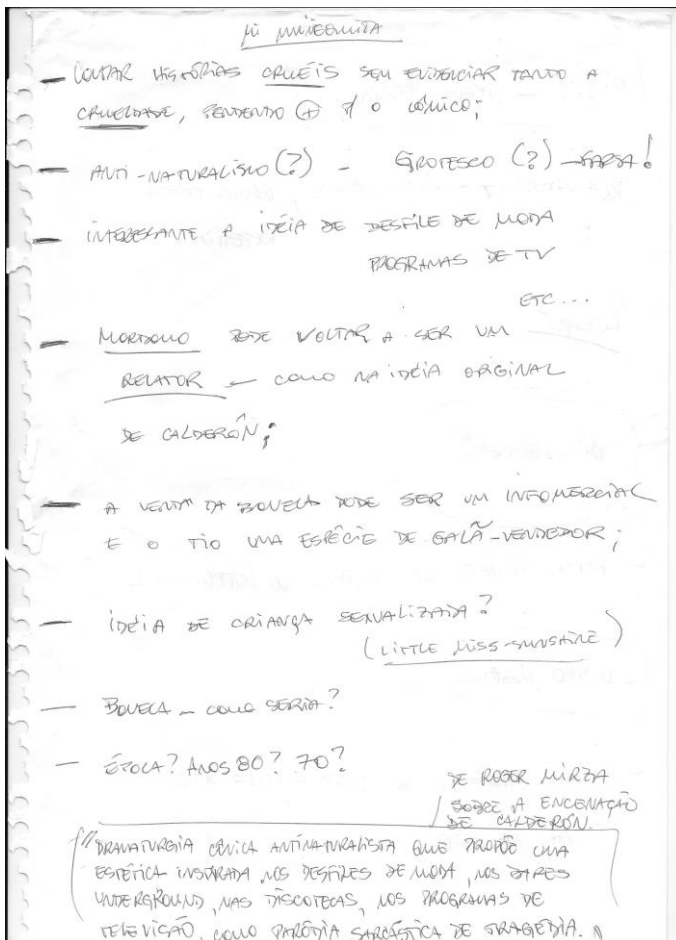 mi muñequita
— CONTAR HISTÓRIAS CRUÉIS SEM EVIDENCIAR TANTO A
CRUELDADE, PENDENDO ⊕ P/ O CÔMICO;
— ANTI-NATURALISMO (?) — GROTESCO (?) — FARSA!
— INTERESSANTE A IDÉIA DE DESFILE DE MODA
PROGRAMAS DE TV
ETC...
— MORDOMO PODE VOLTAR A SER UM
RELATOR — COMO NA IDÉIA ORIGINAL
DE CALDERÓN;
— A VENDA DA BONECA PODE SER UM INFOMERCIAL
E O TIO UMA ESPÉCIE DE GALÃ-VENDEDOR;
— IDÉIA DE CRIANÇA SEXUALIZADA?
(LITTLE MISS-SUNSHINE)
— BONECA — COMO SERIA?
— ÉPOCA? ANOS 80? 70?
DE ROGER MIRZA
SOBRE A ENCENAÇÃO
DE CALDERÓN.
"DRAMATURGIA CÊNICA ANTINATURALISTA QUE PROPÕE UMA
ESTÉTICA INSPIRADA NOS DESFILES DE MODA, NOS BARES
UNTERGROUND, NAS DISCOTECAS, NOS PROGRAMAS DE
TELEVISÃO, COMO PARÓDIA SARCÁSTICA DE TRAGÉDIA.